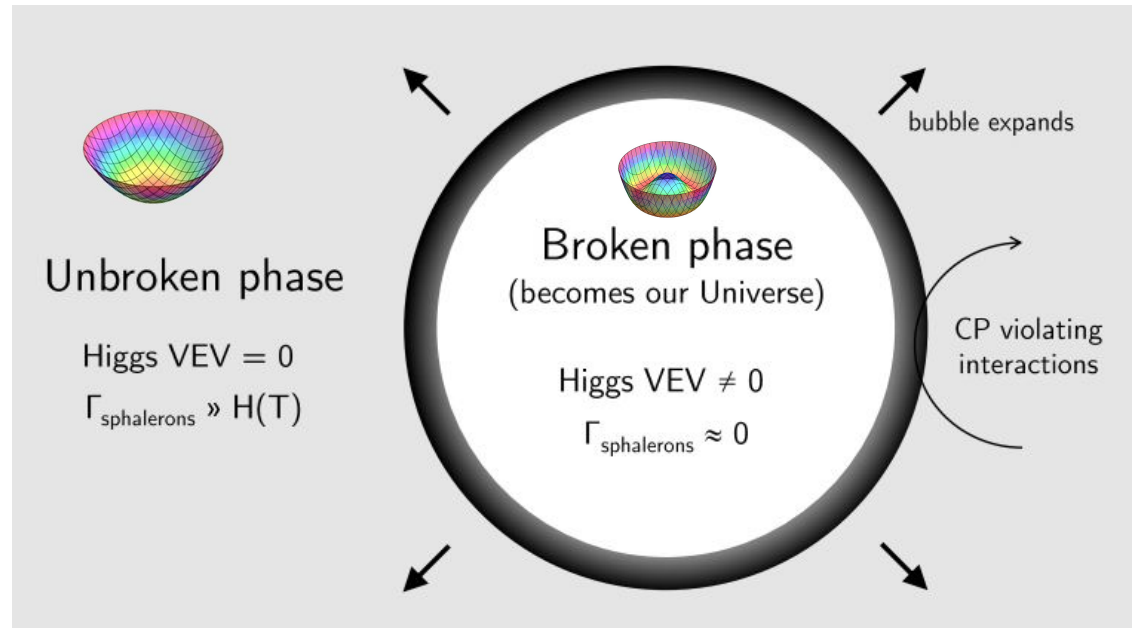 bubble expands
Unbroken phase
Higgs VEV = 0
Γsphalerons » H(T)
Broken phase
(becomes our Universe)
Higgs VEV ≠ 0
Γsphalerons ≈ 0
CP violating
interactions